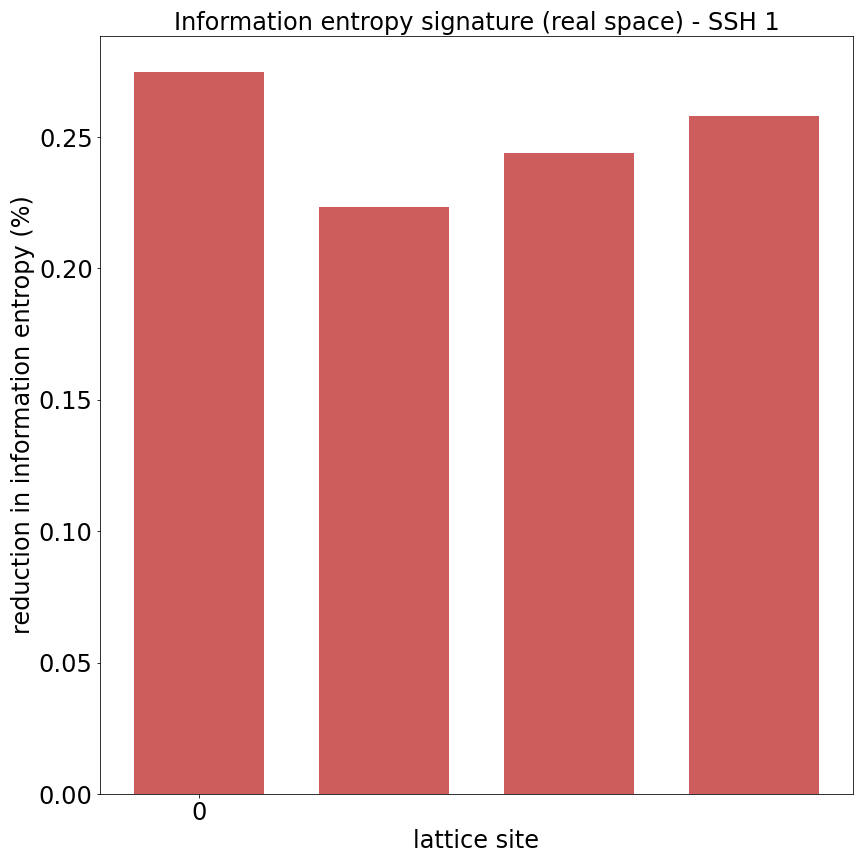 Information entropy signature (real space) - SSH 1
reduction in information entropy (%)
0.25
0.20
0.15
0.10
0.05
0.00
0
lattice site